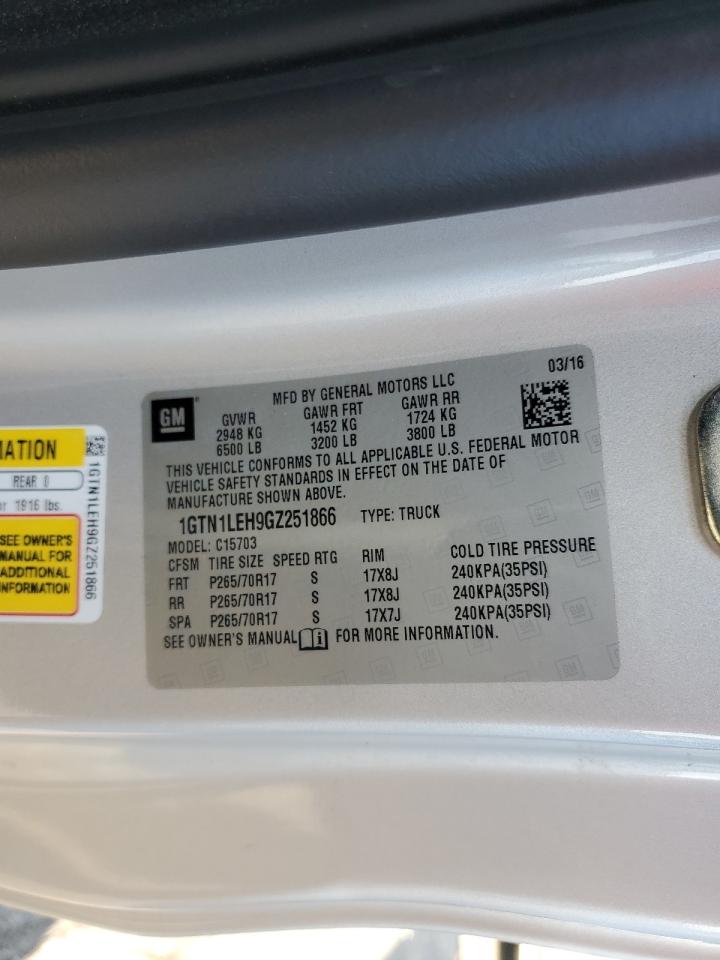 03/16
GM
MFD BY GENERAL MOTORS LLC
GVWR GAWR FRT GAWR RR
2948 KG 1452 KG 1724 KG
6500 LB 3200 LB 3800 LB
THIS VEHICLE CONFORMS TO ALL APPLICABLE U.S. FEDERAL MOTOR
VEHICLE SAFETY STANDARDS IN EFFECT ON THE DATE OF
MANUFACTURE SHOWN ABOVE.
1GTN1LEH9GZ251866 TYPE: TRUCK
MODEL: C15703
CFSM TIRE SIZE SPEED RTG RIM COLD TIRE PRESSURE
FRT P265/70R17 S 17X8J 240KPA(35PSI)
RR P265/70R17 S 17X8J 240KPA(35PSI)
SPA P265/70R17 S 17X7J 240KPA(35PSI)
SEE OWNER'S MANUAL FOR MORE INFORMATION.
MATION
REAR 0
or 1916 lbs.
SEE OWNER'S
MANUAL FOR
ADDITIONAL
INFORMATION
1GTN1LEH9GZ251866